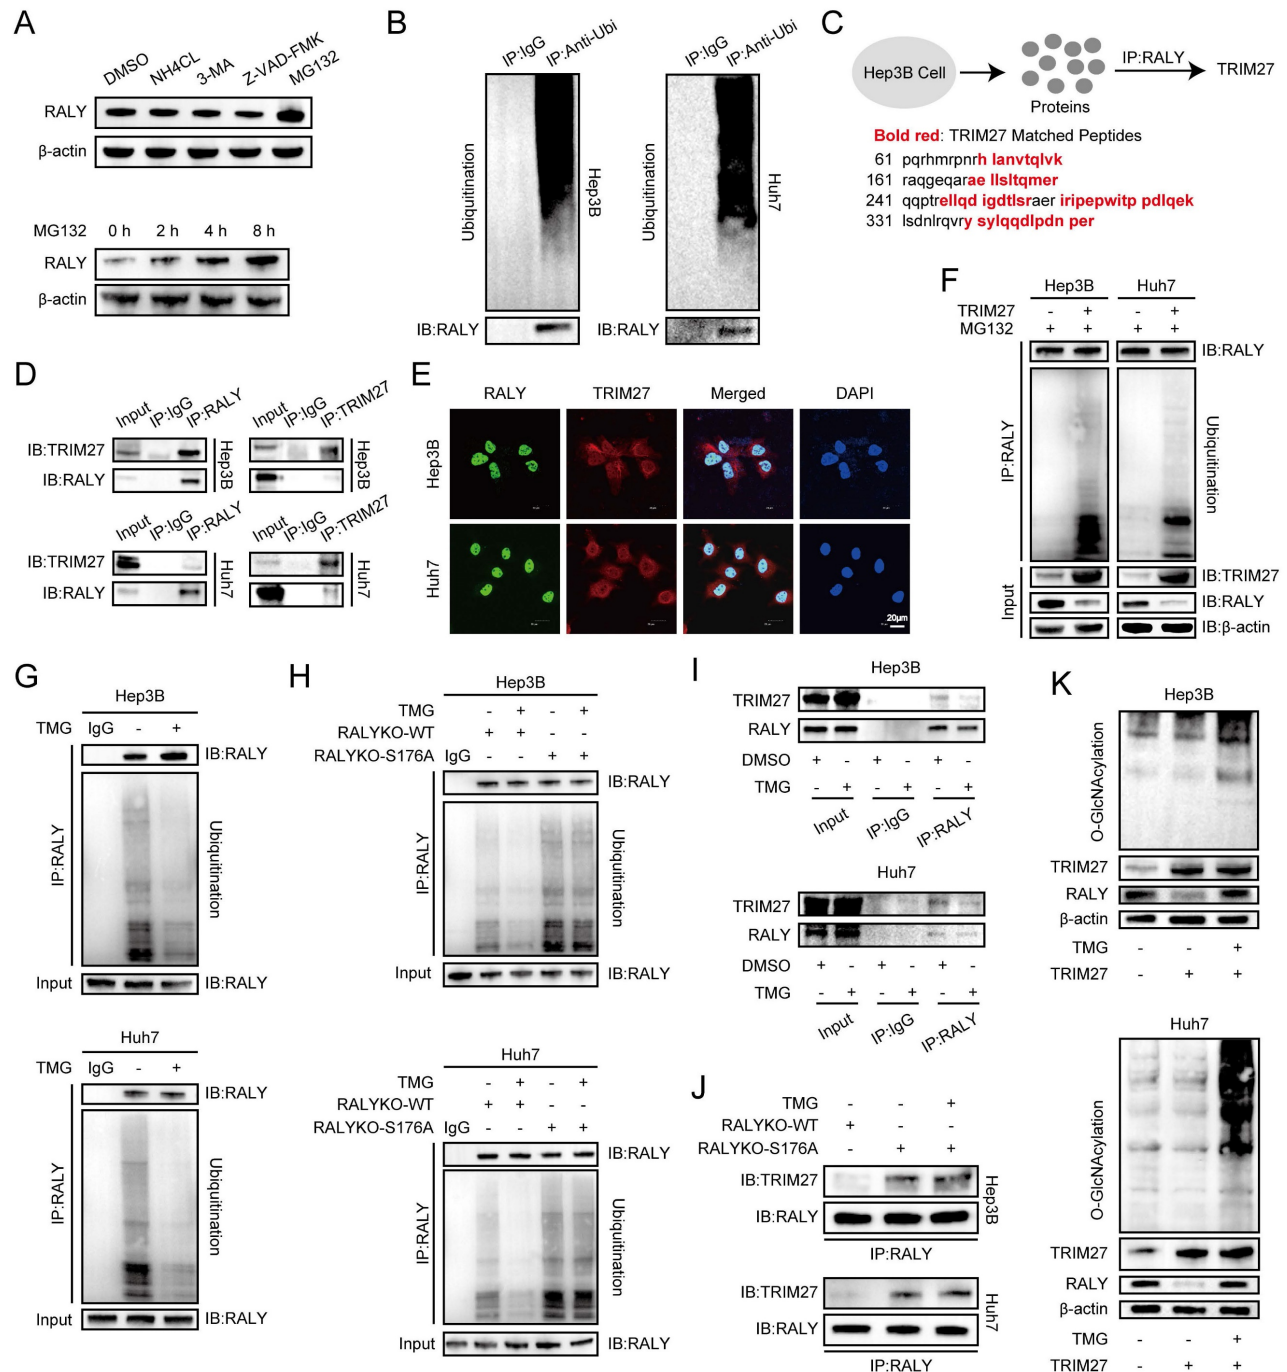 A
DMSO NH4CL 3-MA Z-VAD-FMK MG132
RALY
β-actin
MG132 0 h 2 h 4 h 8 h
RALY
β-actin
B
IP:IgG IP:Anti-Ubi IP:IgG IP:Anti-Ubi
Ubiquitination Hep3B Ubiquitination Huh7
IB:RALY IB:RALY
C
Hep3B Cell Proteins IP:RALY TRIM27
Bold red: TRIM27 Matched Peptides
61 pqrhmrpnrh lanvtqlvk
161 raqgeqarae llsltqmer
241 qqptrellqd igdtlsraer iripepwitp pdlqek
331 lsdnlrqvry sylqqdlpdn per
D
Input IP:IgG IP:RALY Input IP:IgG IP:TRIM27
IB:TRIM27 Hep3B Hep3B
IB:RALY
Input IP:IgG IP:RALY Input IP:IgG IP:TRIM27
IB:TRIM27 Huh7 Huh7
IB:RALY
E
RALY TRIM27 Merged DAPI
Hep3B
Huh7
20μm
F
Hep3B Huh7
TRIM27 - + - +
MG132 + + + +
IB:RALY
IP:RALY Ubiquitination
Input IB:TRIM27
IB:RALY
IB:β-actin
G
Hep3B
TMG IgG - +
IB:RALY
IP:RALY Ubiquitination
Input IB:RALY
Huh7
TMG IgG - +
IB:RALY
IP:RALY Ubiquitination
Input IB:RALY
H
Hep3B
TMG - + - +
RALYKO-WT + + - -
RALYKO-S176A IgG - - + +
IB:RALY
IP:RALY Ubiquitination
Input IB:RALY
Huh7
TMG - + - +
RALYKO-WT + + - -
RALYKO-S176A IgG - - + +
IB:RALY
IP:RALY Ubiquitination
Input IB:RALY
I
Hep3B
TRIM27
RALY
DMSO + - + - + -
TMG - + - + - +
Input IP:IgG IP:RALY
Huh7
TRIM27
RALY
DMSO + - + - + -
TMG - + - + - +
Input IP:IgG IP:RALY
J
TMG - - +
RALYKO-WT + - -
RALYKO-S176A - + +
IB:TRIM27 Hep3B
IB:RALY
IP:RALY
IB:TRIM27 Huh7
IB:RALY
IP:RALY
K
Hep3B
O-GlcNAcylation
TRIM27
RALY
β-actin
TMG - - +
TRIM27 - + +
Huh7
O-GlcNAcylation
TRIM27
RALY
β-actin
TMG - - +
TRIM27 - + +